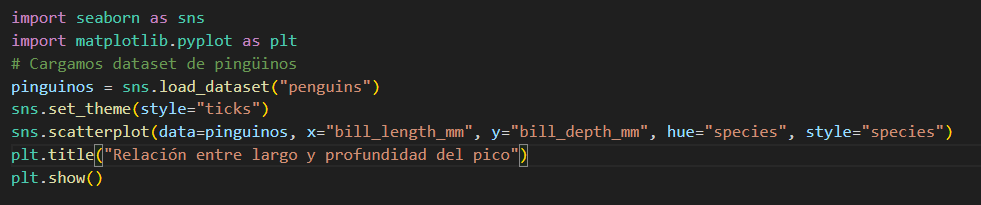 import seaborn as sns
import matplotlib.pyplot as plt
# Cargamos dataset de pingüinos
pinguinos = sns.load_dataset("penguins")
sns.set_theme(style="ticks")
sns.scatterplot(data=pinguinos, x="bill_length_mm", y="bill_depth_mm", hue="species", style="species")
plt.title("Relación entre largo y profundidad del pico")
plt.show()